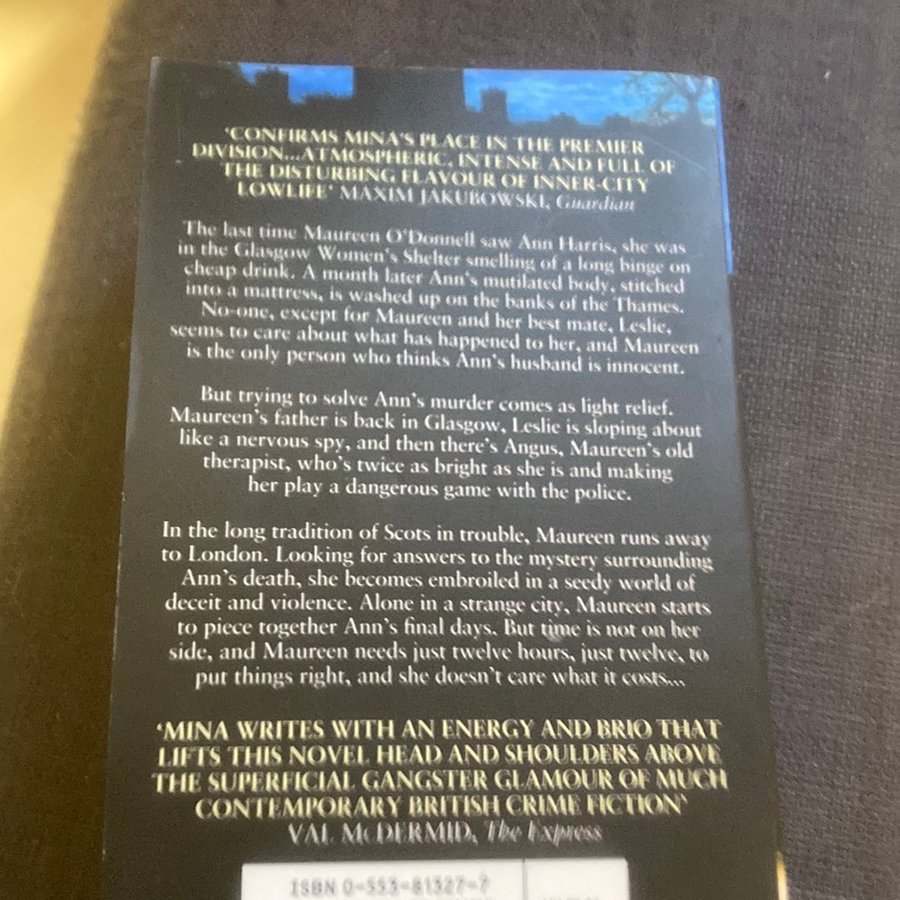 ‘CONFIRMS MINA’S PLACE IN THE PREMIER
DIVISION...ATMOSPHERIC, INTENSE AND FULL OF
THE DISTURBING FLAVOUR OF INNER-CITY
LOWLIFE’ MAXIM JAKUBOWSKI, Guardian
The last time Maureen O’Donnell saw Ann Harris, she was
in the Glasgow Women’s Shelter smelling of a long binge on
cheap drink. A month later Ann’s mutilated body, stitched
into a mattress, is washed up on the banks of the Thames.
No-one, except for Maureen and her best mate, Leslie,
seems to care about what has happened to her, and Maureen
is the only person who thinks Ann’s husband is innocent.
But trying to solve Ann’s murder comes as light relief.
Maureen’s father is back in Glasgow, Leslie is sloping about
like a nervous spy, and then there’s Angus, Maureen’s old
therapist, who’s twice as bright as she is and making
her play a dangerous game with the police.
In the long tradition of Scots in trouble, Maureen runs away
to London. Looking for answers to the mystery surrounding
Ann’s death, she becomes embroiled in a seedy world of
deceit and violence. Alone in a strange city, Maureen starts
to piece together Ann’s final days. But time is not on her
side, and Maureen needs just twelve hours, just twelve, to
put things right, and she doesn’t care what it costs...
‘MINA WRITES WITH AN ENERGY AND BRIO THAT
LIFTS THIS NOVEL HEAD AND SHOULDERS ABOVE
THE SUPERFICIAL GANGSTER GLAMOUR OF MUCH
CONTEMPORARY BRITISH CRIME FICTION’
VAL McDERMID, The Express
ISBN 0-553-81327-7